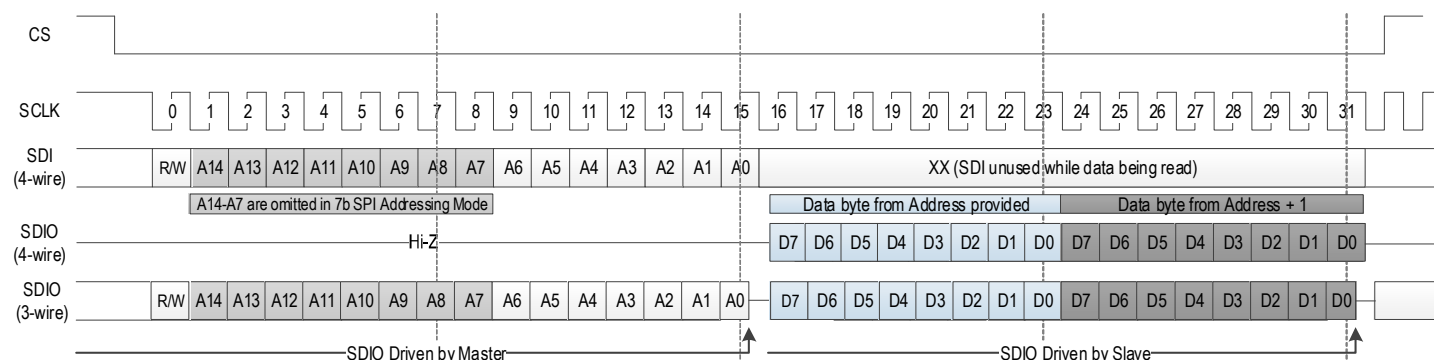 CS
SCLK 0 1 2 3 4 5 6 7 8 9 10 11 12 13 14 15 16 17 18 19 20 21 22 23 24 25 26 27 28 29 30 31
SDI
(4-wire)
R/W A14 A13 A12 A11 A10 A9 A8 A7 A6 A5 A4 A3 A2 A1 A0 XX (SDI unused while data being read)
A14-A7 are omitted in 7b SPI Addressing Mode Data byte from Address provided Data byte from Address + 1
SDIO
(4-wire)
Hi-Z D7 D6 D5 D4 D3 D2 D1 D0 D7 D6 D5 D4 D3 D2 D1 D0
SDIO
(3-wire)
R/W A14 A13 A12 A11 A10 A9 A8 A7 A6 A5 A4 A3 A2 A1 A0 D7 D6 D5 D4 D3 D2 D1 D0 D7 D6 D5 D4 D3 D2 D1 D0
SDIO Driven by Master SDIO Driven by Slave